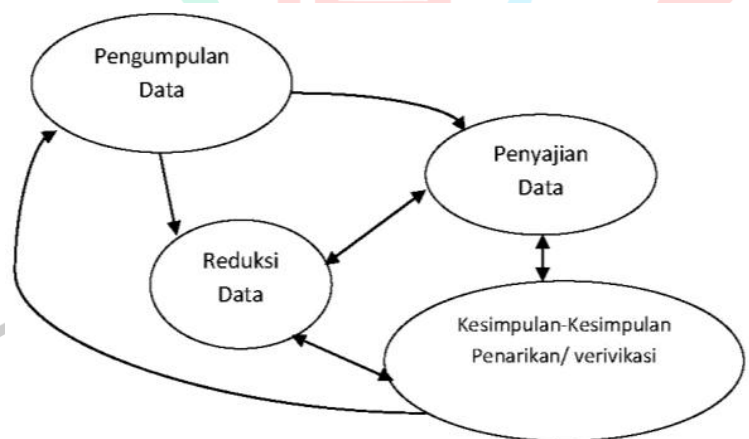 Pengumpulan
Data
Penyajian
Data
Reduksi
Data
Kesimpulan-Kesimpulan
Penarikan/ verivikasi